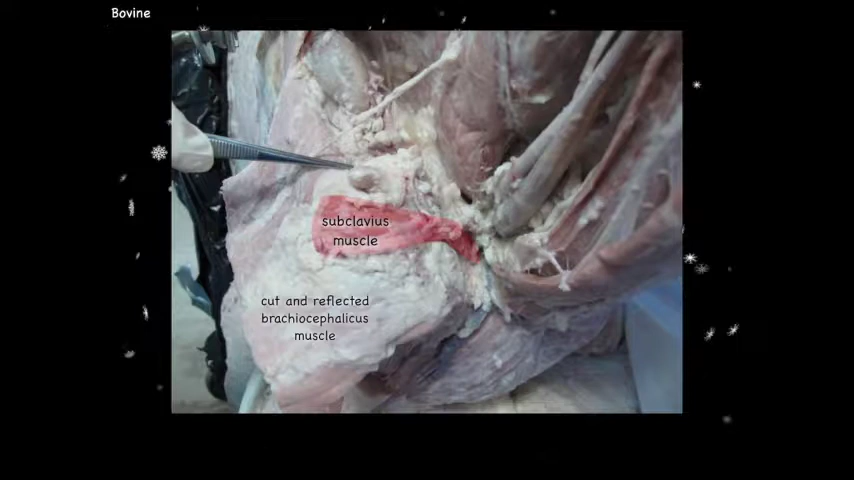 Bovine
subclavius
muscle
cut and reflected
brachiocephalicus
muscle